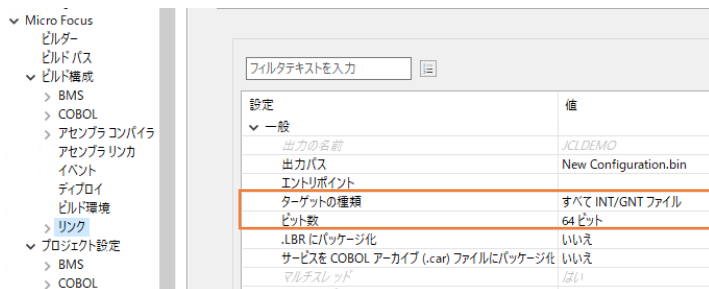 Micro Focus
ビルダー
ビルド パス
ビルド構成
BMS
COBOL
アセンブラ コンパイラ
アセンブラ リンカ
イベント
ディプロイ
ビルド環境
リンク
プロジェクト設定
BMS
COBOL
フィルタテキストを入力
設定 値
一般
出力の名前 JCLDEMO
出力パス New Configuration.bin
エントリポイント
ターゲットの種類 すべて INT/GNT ファイル
ビット数 64 ビット
.LBR にパッケージ化 いいえ
サービスを COBOL アーカイブ (.car) ファイルにパッケージ化 いいえ
マルチスレッド はい